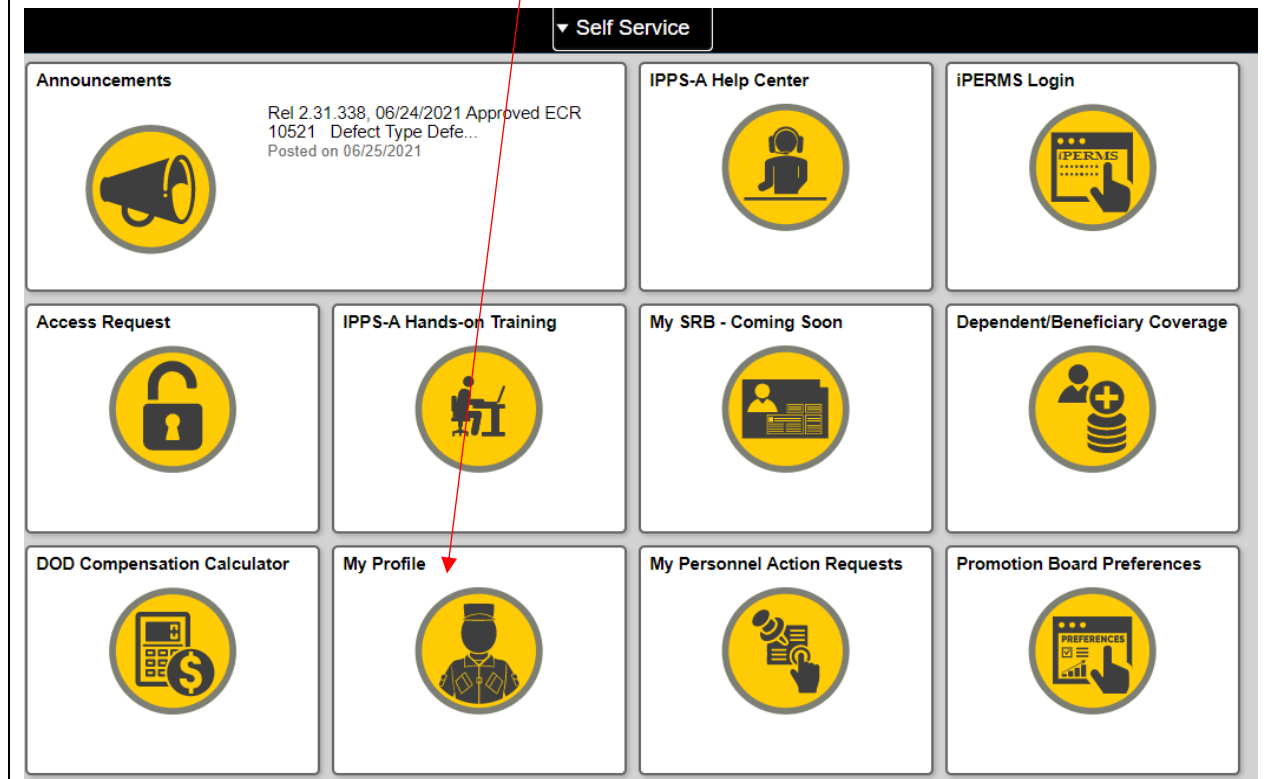 ▾ Self Service
Announcements
Rel 2.31.338, 06/24/2021 Approved ECR
10521 Defect Type Defe...
Posted on 06/25/2021
IPPS-A Help Center
iPERMS Login
iPERMS
Access Request
IPPS-A Hands-on Training
My SRB - Coming Soon
Dependent/Beneficiary Coverage
DOD Compensation Calculator
$
My Profile
My Personnel Action Requests
Promotion Board Preferences
PREFERENCES